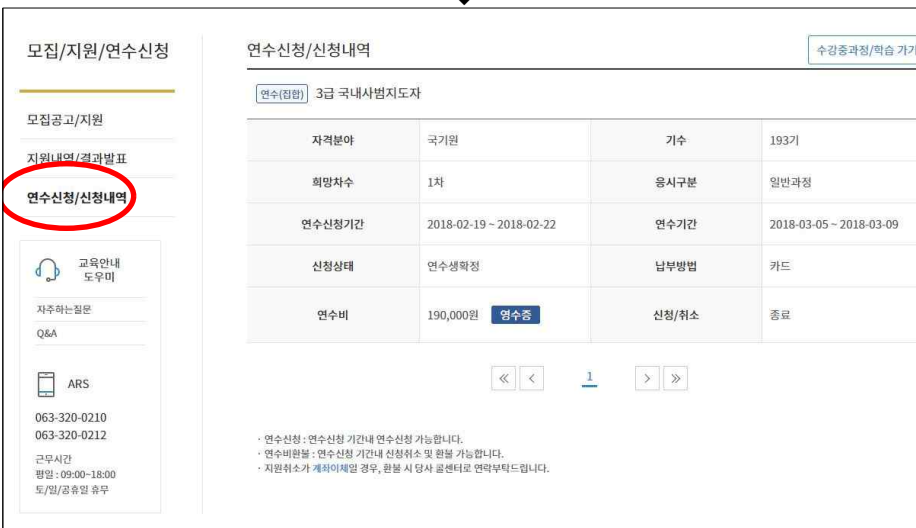 모집/지원/연수신청
모집공고/지원
지원내역/결과발표
연수신청/신청내역
교육안내
도우미
자주하는질문
Q&A
ARS
063-320-0210
063-320-0212
근무시간
평일 : 09:00~18:00
토/일/공휴일 휴무
연수신청/신청내역
수강중과정/학습 가기
연수(집합) 3급 국내사범지도자
자격분야 국기원 기수 193기
희망차수 1차 응시구분 일반과정
연수신청기간 2018-02-19 ~ 2018-02-22 연수기간 2018-03-05 ~ 2018-03-09
신청상태 연수생확정 납부방법 카드
연수비 190,000원 영수증 신청/취소 종료
« < 1 > »
· 연수신청 : 연수신청 기간내 연수신청 가능합니다.
· 연수비환불 : 연수신청 기간내 신청취소 및 환불 가능합니다.
· 지원취소가 계좌이체일 경우, 환불 시 당사 콜센터로 연락부탁드립니다.